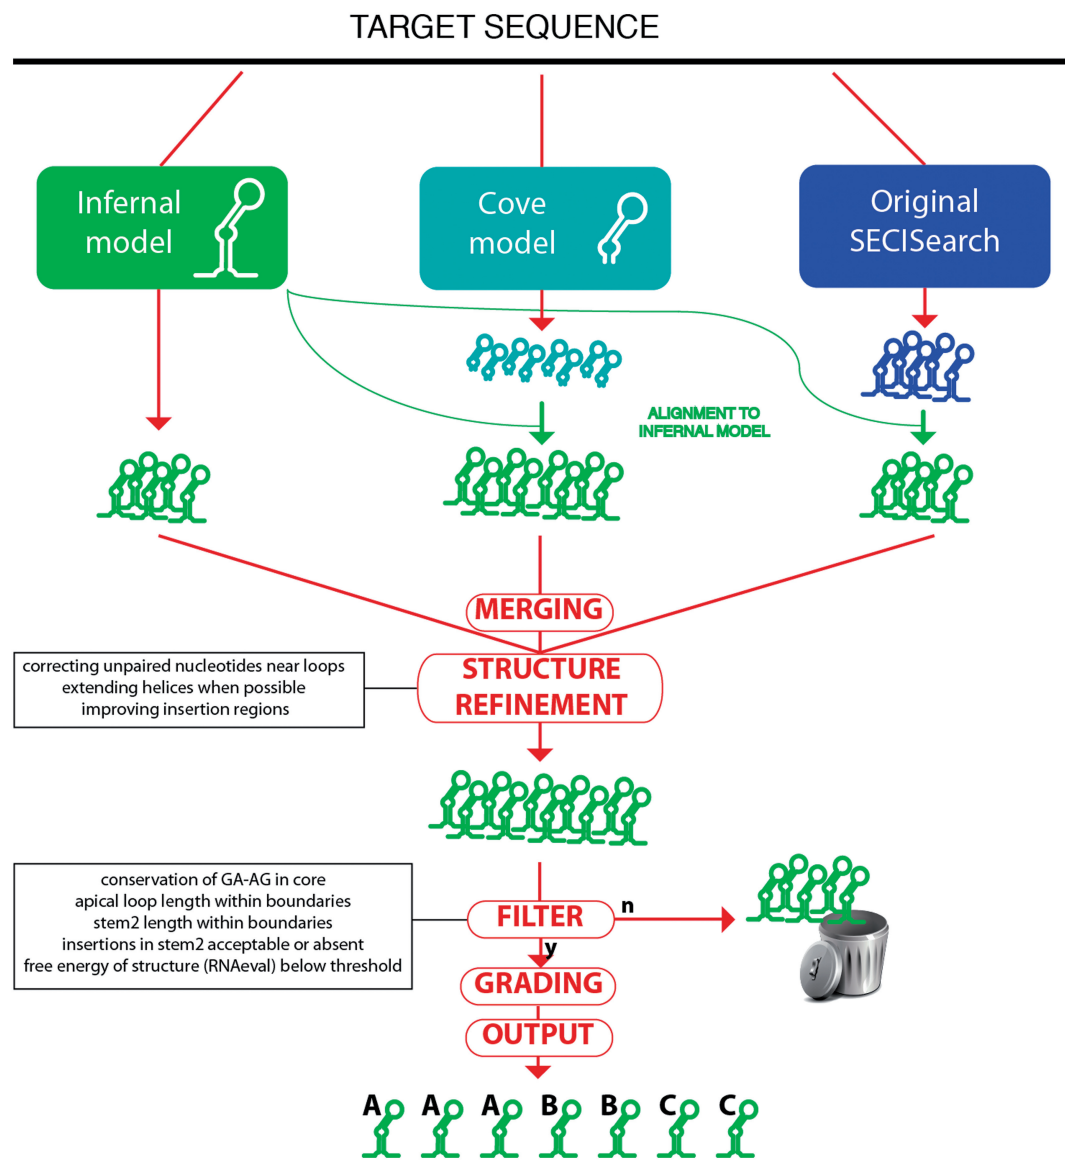 TARGET SEQUENCE
Infernal
model
Cove
model
Original
SECISearch
ALIGNMENT TO
INFERNAL MODEL
MERGING
correcting unpaired nucleotides near loops
extending helices when possible
improving insertion regions
STRUCTURE
REFINEMENT
conservation of GA-AG in core
apical loop length within boundaries
stem2 length within boundaries
insertions in stem2 acceptable or absent
free energy of structure (RNAeval) below threshold
FILTER
n
y
GRADING
OUTPUT
A A A B B C C